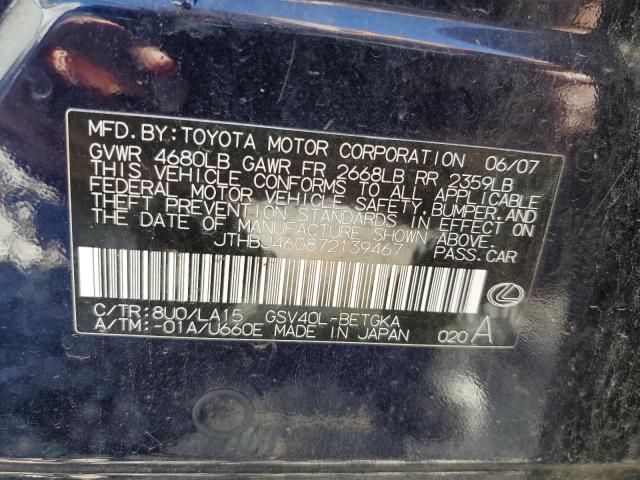 MFD. BY: TOYOTA MOTOR CORPORATION 06/07
GVWR 4680LB GAWR FR 2668LB RR 2359LB
THIS VEHICLE CONFORMS TO ALL APPLICABLE
FEDERAL MOTOR VEHICLE SAFETY, BUMPER, AND
THEFT PREVENTION STANDARDS IN EFFECT ON
THE DATE OF MANUFACTURE SHOWN ABOVE.
JTHBJ46G872139467 PASS.CAR
C/TR: 8U0/LA15 GSV40L-BETGKA
A/TM: -01A/U660E MADE IN JAPAN 020 A